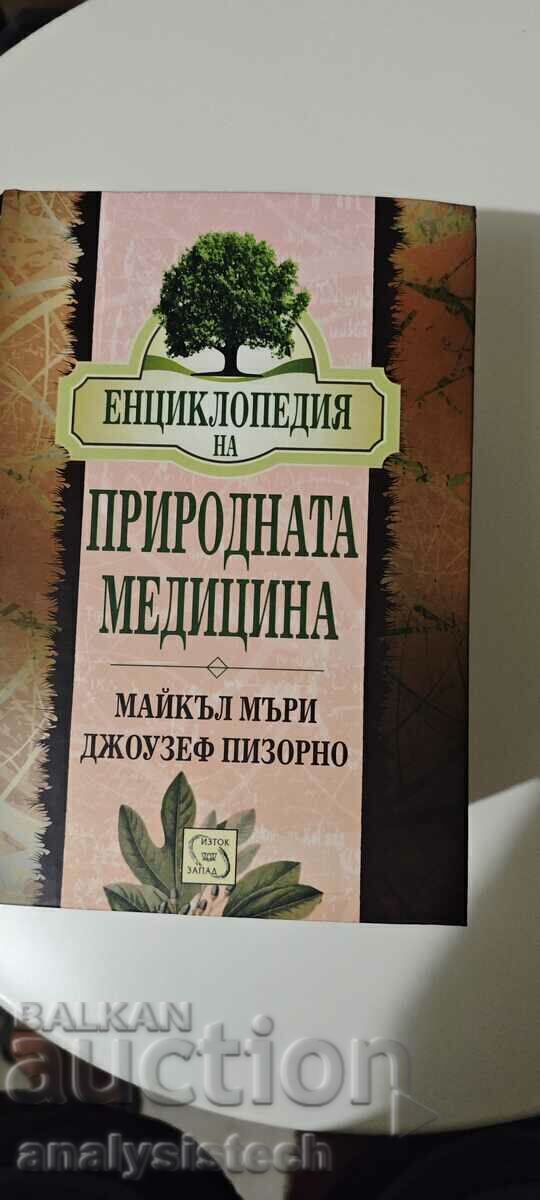 ЕНЦИКЛОПЕДИЯ
НА
ПРИРОДНАТА
МЕДИЦИНА
МАЙКЪЛ МЪРИ
ДЖОУЗЕФ ПИЗОРНО
ИЗТОК
ЗАПАД
BALKAN
auction
analysistech